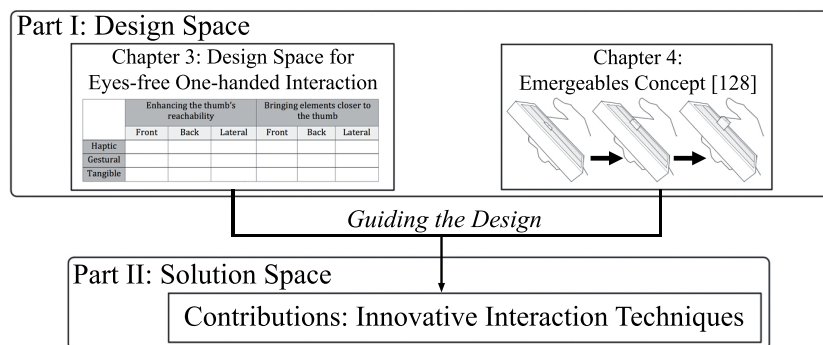 Part I: Design Space
Chapter 3: Design Space for
Eyes-free One-handed Interaction
Enhancing the thumb's
reachability
Bringing elements closer to
the thumb
Front Back Lateral Front Back Lateral
Haptic
Gestural
Tangible
Chapter 4:
Emergeables Concept [128]
Guiding the Design
Part II: Solution Space
Contributions: Innovative Interaction Techniques